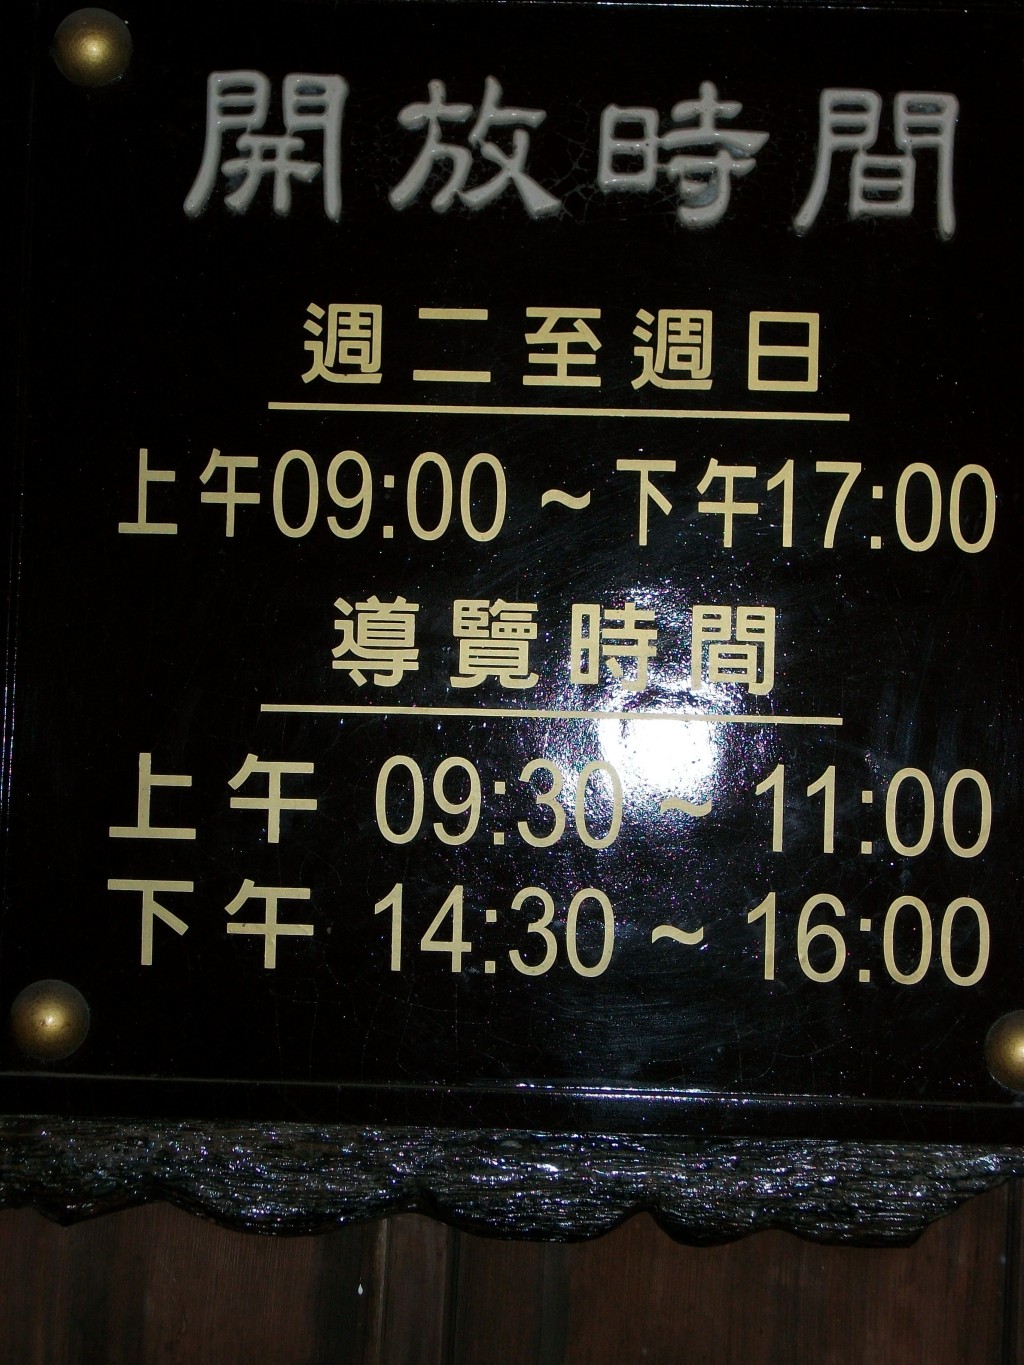 開放時間
週二至週日
上午09:00 ~ 下午17:00
導覽時間
上午 09:30 ~ 11:00
下午 14:30 ~ 16:00